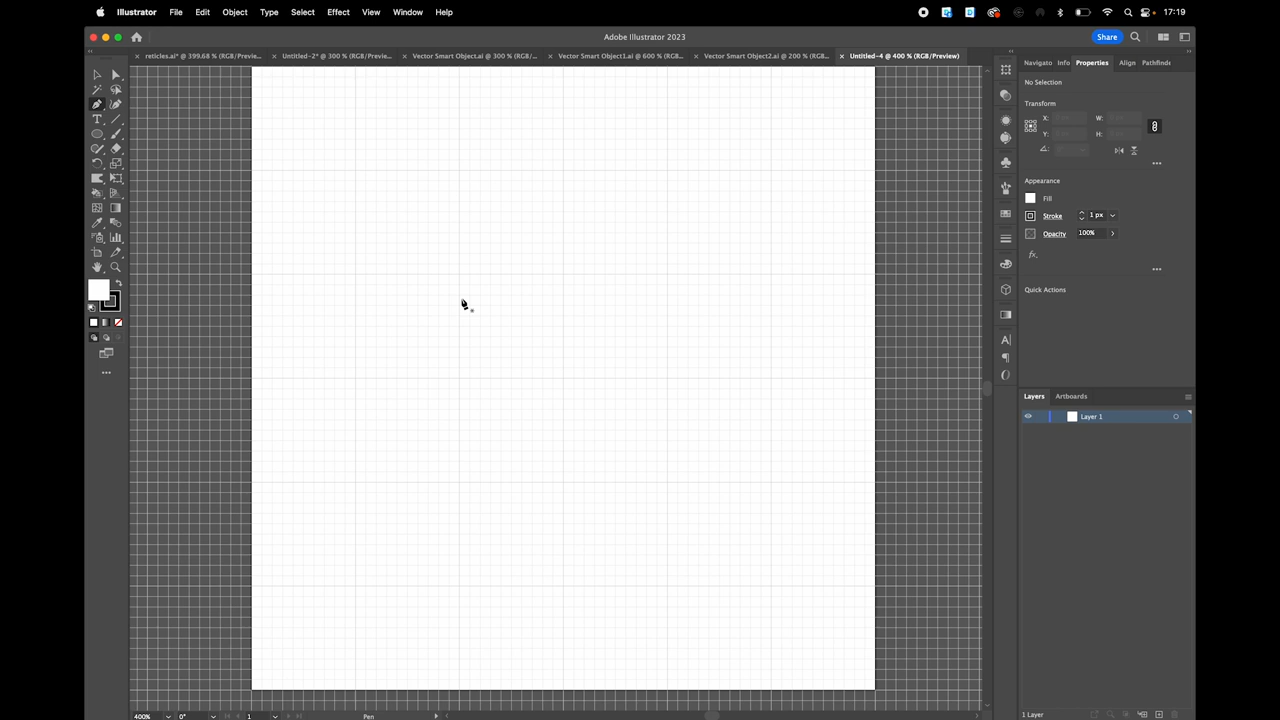 Illustrator File Edit Object Type Select Effect View Window Help 17:19
Adobe Illustrator 2023 Share
reticles.ai* @ 399.68 % (RGB/Previe... Untitled-2* @ 300 % (RGB/Previe... Vector Smart Object.ai @ 300 % (RGB/... Vector Smart Object1.ai @ 600 % (RGB... Vector Smart Object2.ai @ 200 % (RGB... Untitled-4 @ 400 % (RGB/Preview)
Navigato Info Properties Align Pathfinde
No Selection
Transform
X: W:
Y: H:
Appearance
Fill
Stroke 1 px
Opacity 100%
fx.
Quick Actions
Layers Artboards
Layer 1
400% 0° 1 Pen 1 Layer